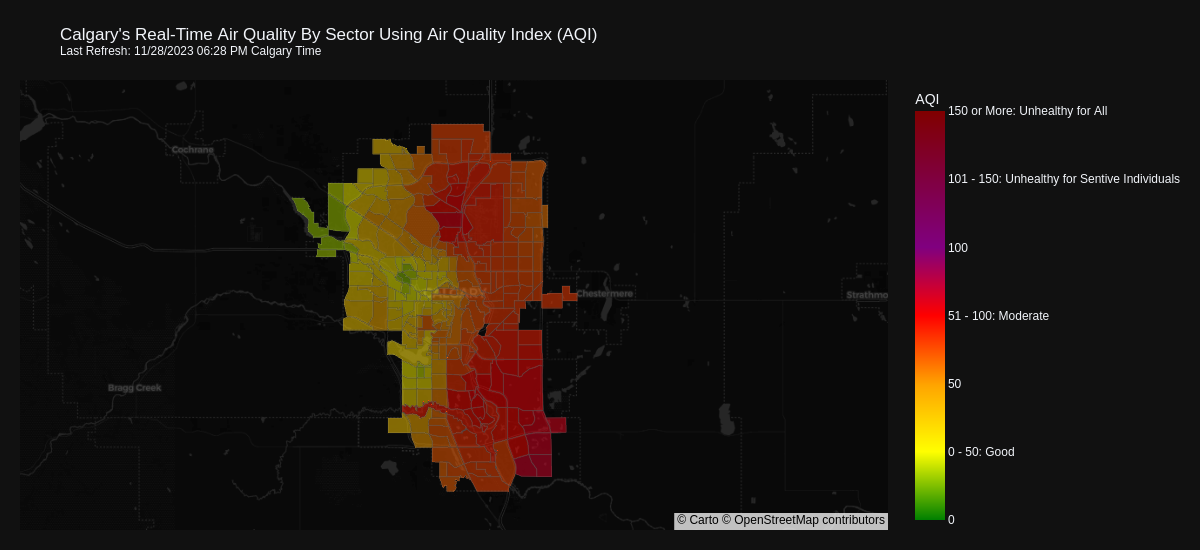 Calgary's Real-Time Air Quality By Sector Using Air Quality Index (AQI)
Last Refresh: 11/28/2023 06:28 PM Calgary Time
AQI
150 or More: Unhealthy for All
Cochrane
101 - 150: Unhealthy for Sentive Individuals
100
CALGARY
Chestermere
Strathmo
51 - 100: Moderate
50
Bragg Creek
0 - 50: Good
0
© Carto © OpenStreetMap contributors